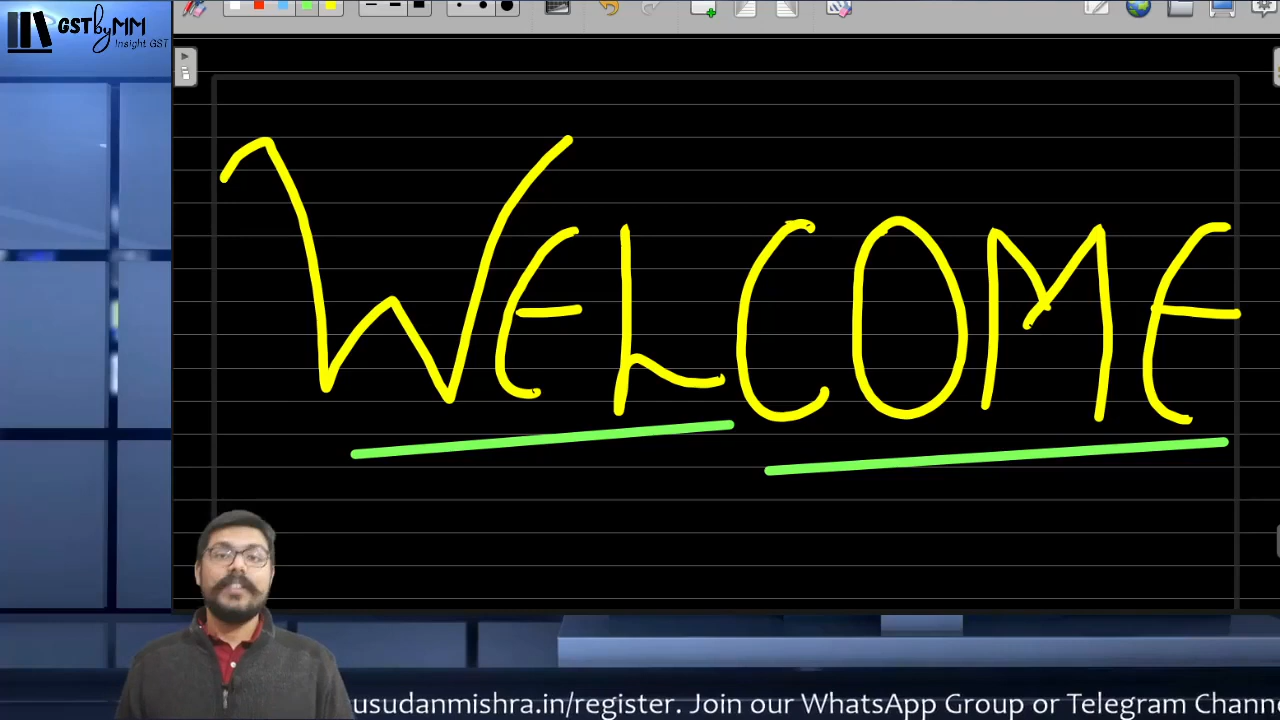 GSTbyMM
Insight GST
WELCOME
usudanmishra.in/register. Join our WhatsApp Group or Telegram Chann